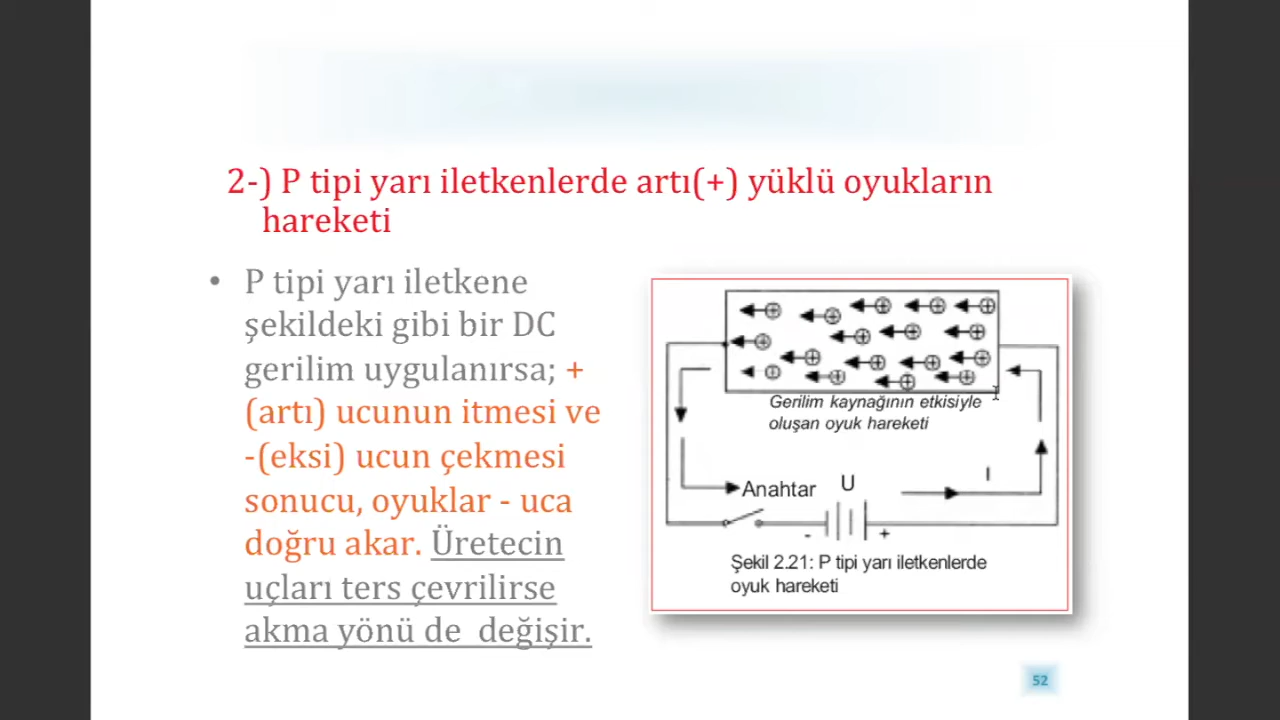 2-) P tipi yarı iletkenlerde artı(+) yüklü oyukların
hareketi
• P tipi yarı iletkene
şekildeki gibi bir DC
gerilim uygulanırsa; +
(artı) ucunun itmesi ve
-(eksi) ucun çekmesi
sonucu, oyuklar - uca
doğru akar. Üretecin
uçları ters çevrilirse
akma yönü de değişir.
Gerilim kaynağının etkisiyle
oluşan oyuk hareketi
I
Anahtar
U
- +
Şekil 2.21: P tipi yarı iletkenlerde
oyuk hareketi
52